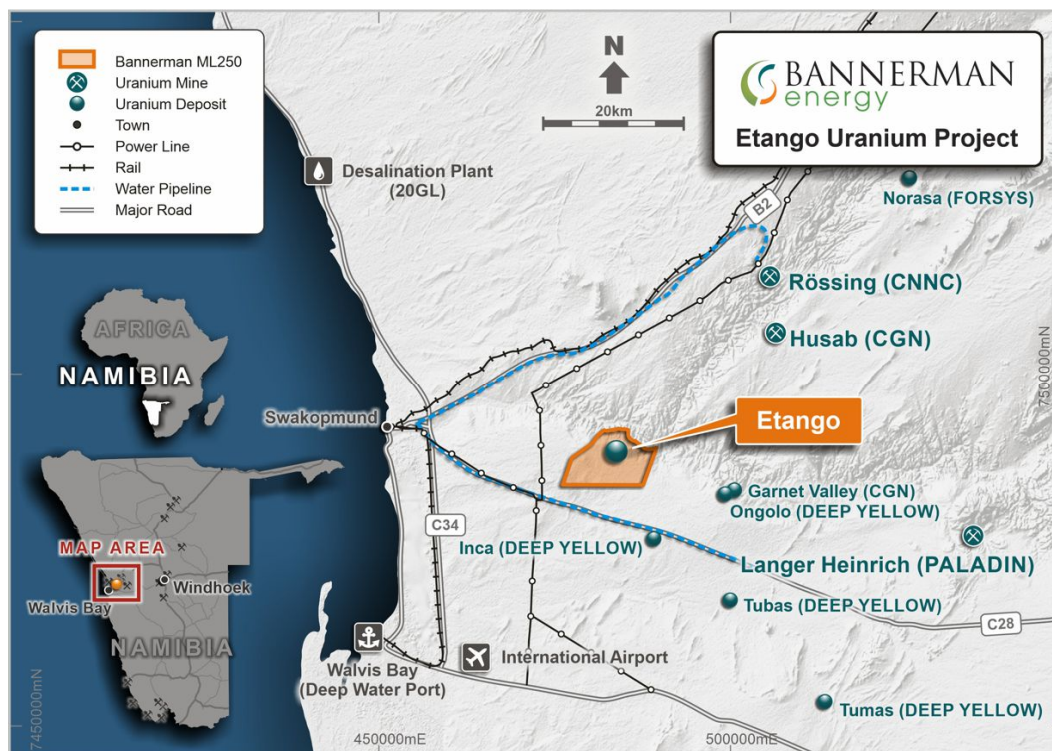 Bannerman ML250
Uranium Mine
Uranium Deposit
Town
Power Line
Rail
Water Pipeline
Major Road
N
20km
BANNERMAN
energy
Etango Uranium Project
Desalination Plant
(20GL)
B2
Norasa (FORSYS)
Rössing (CNNC)
Husab (CGN)
7500000mN
AFRICA
NAMIBIA
Swakopmund
Etango
Garnet Valley (CGN)
Ongolo (DEEP YELLOW)
C34
Inca (DEEP YELLOW)
Langer Heinrich (PALADIN)
Tubas (DEEP YELLOW)
C28
MAP AREA
Windhoek
Walvis Bay
NAMIBIA
Walvis Bay
(Deep Water Port)
International Airport
Tumas (DEEP YELLOW)
7450000mN
450000mE
500000mE